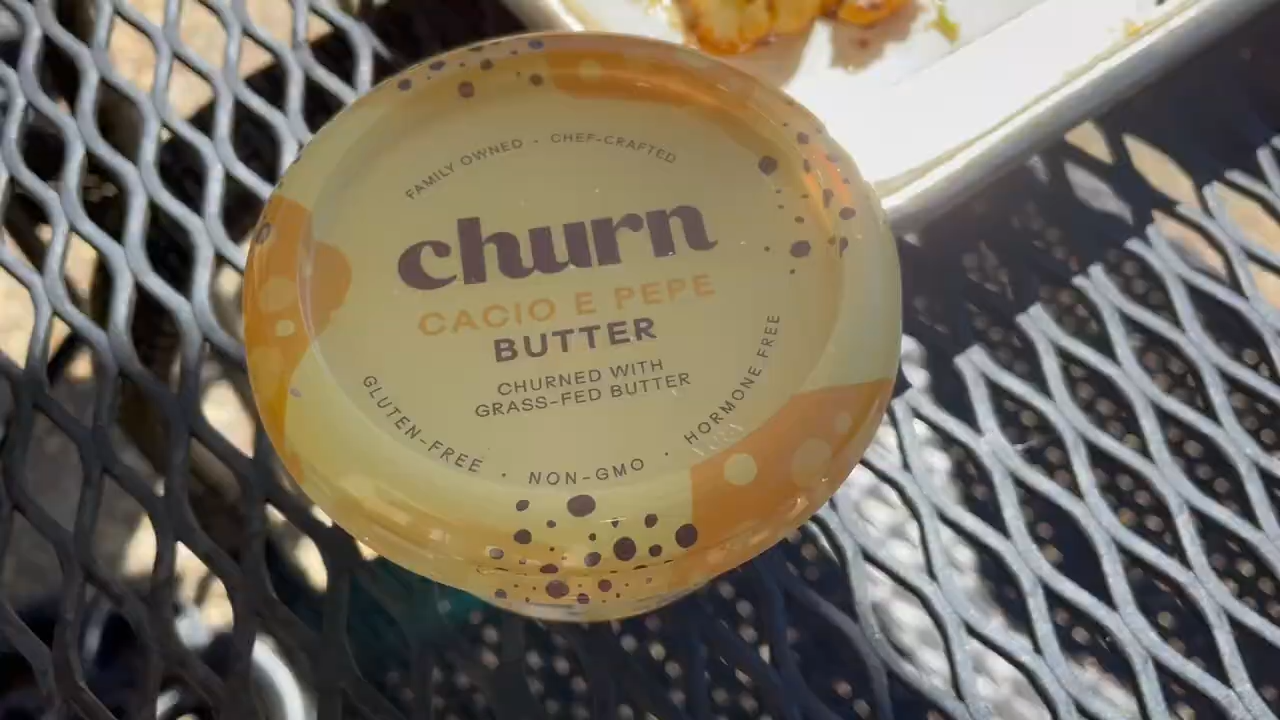 FAMILY OWNED · CHEF-CRAFTED
churn
CACIO E PEPE
BUTTER
CHURNED WITH
GRASS-FED BUTTER
GLUTEN-FREE · NON-GMO · HORMONE FREE